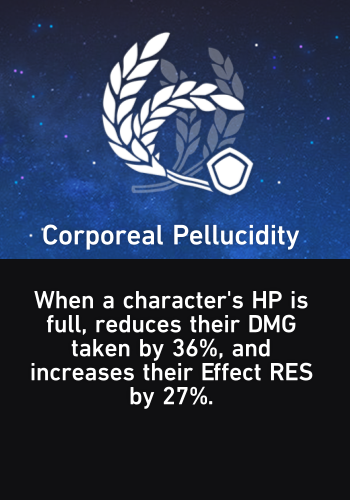 Corporeal Pellucidity
When a character's HP is
full, reduces their DMG
taken by 36%, and
increases their Effect RES
by 27%.